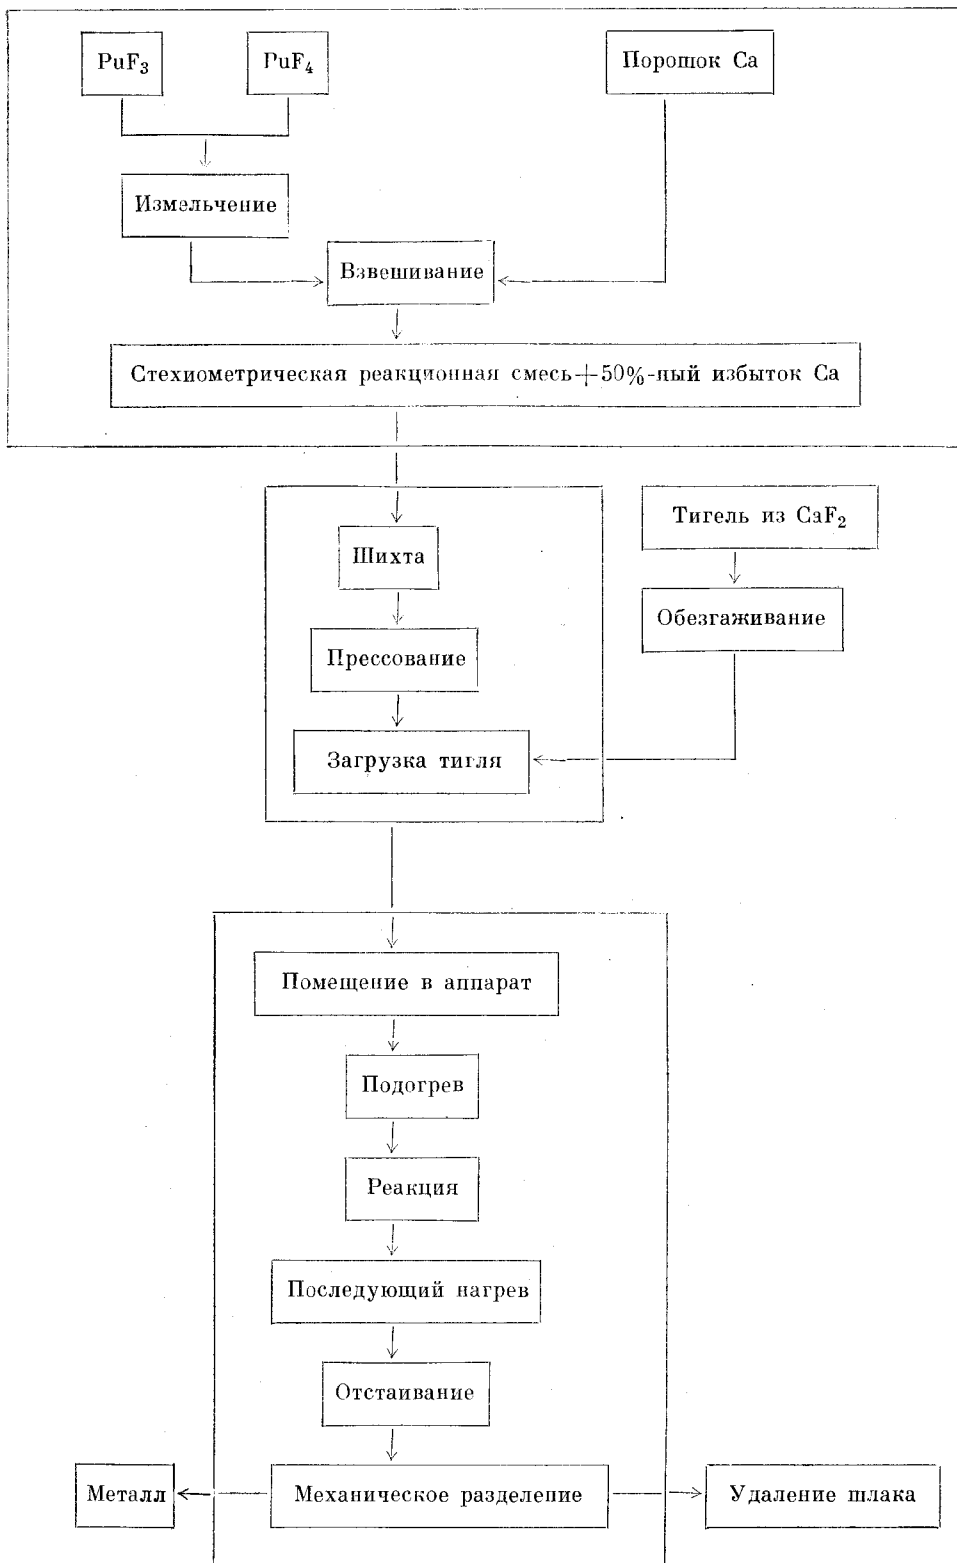 PuF₃
PuF₄
Порошок Ca
Измельчение
Взвешивание
Стехиометрическая реакционная смесь+50%-ный избыток Ca
Тигель из CaF₂
Шихта
Обезгаживание
Прессование
Загрузка тигля
Помещение в аппарат
Подогрев
Реакция
Последующий нагрев
Отстаивание
Металл
Механическое разделение
Удаление шлака